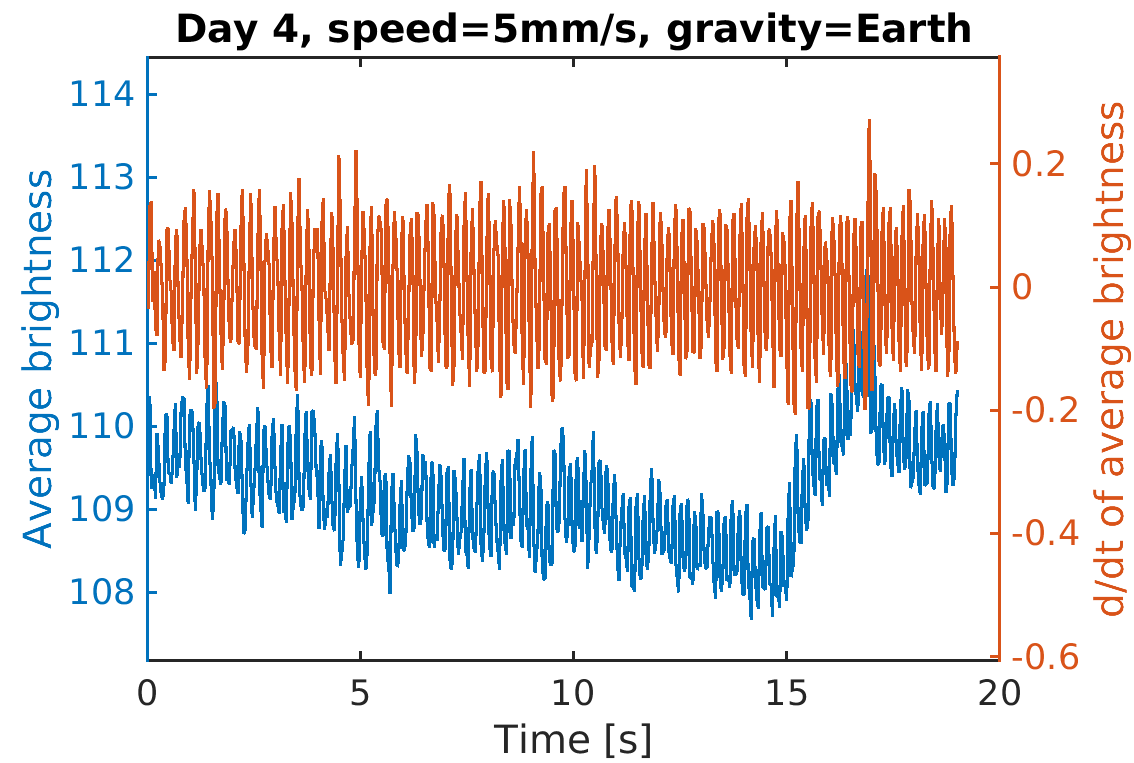 Day 4, speed=5mm/s, gravity=Earth
Average brightness
114
113
112
111
110
109
108
0.2
0
-0.2
-0.4
-0.6
d/dt of average brightness
0 5 10 15 20
Time [s]